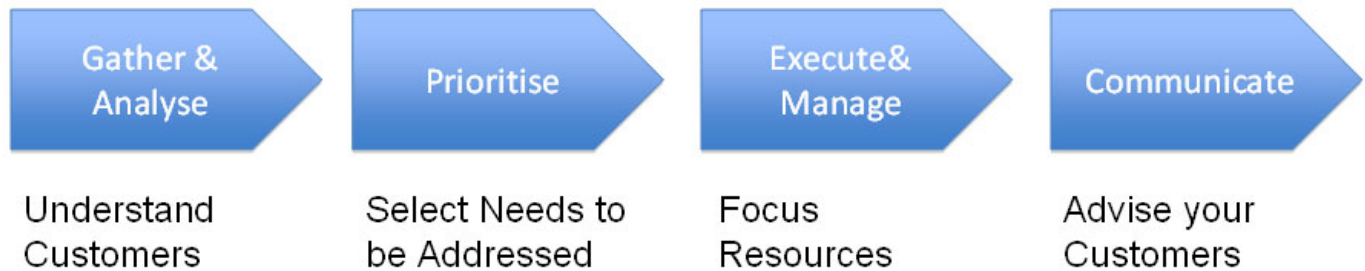 Gather &
Analyse
Prioritise
Execute&
Manage
Communicate
Understand
Customers
Select Needs to
be Addressed
Focus
Resources
Advise your
Customers